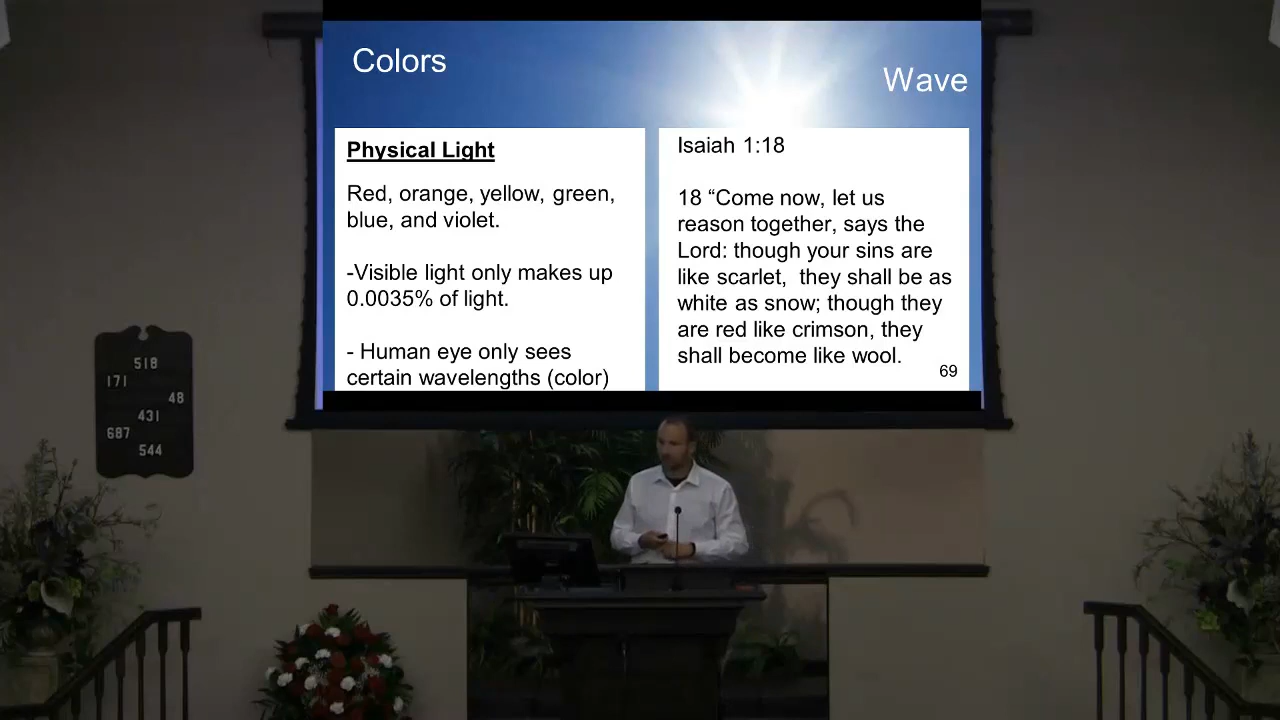 Colors
Wave
Physical Light
Red, orange, yellow, green,
blue, and violet.
-Visible light only makes up
0.0035% of light.
- Human eye only sees
certain wavelengths (color)
Isaiah 1:18
18 “Come now, let us
reason together, says the
Lord: though your sins are
like scarlet,  they shall be as
white as snow; though they
are red like crimson, they
shall become like wool.
69
518
171
48
431
687
544